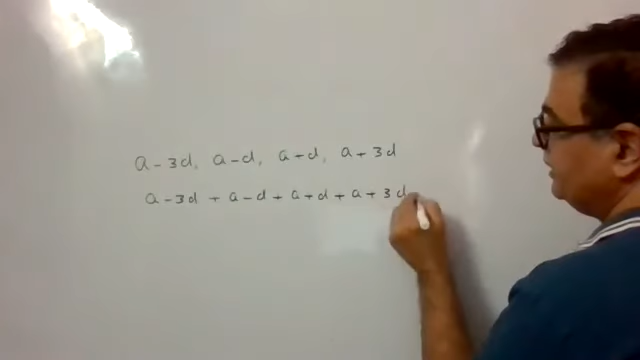 a - 3d, a - d, a + d, a + 3d
a - 3d + a - d + a + d + a + 3d